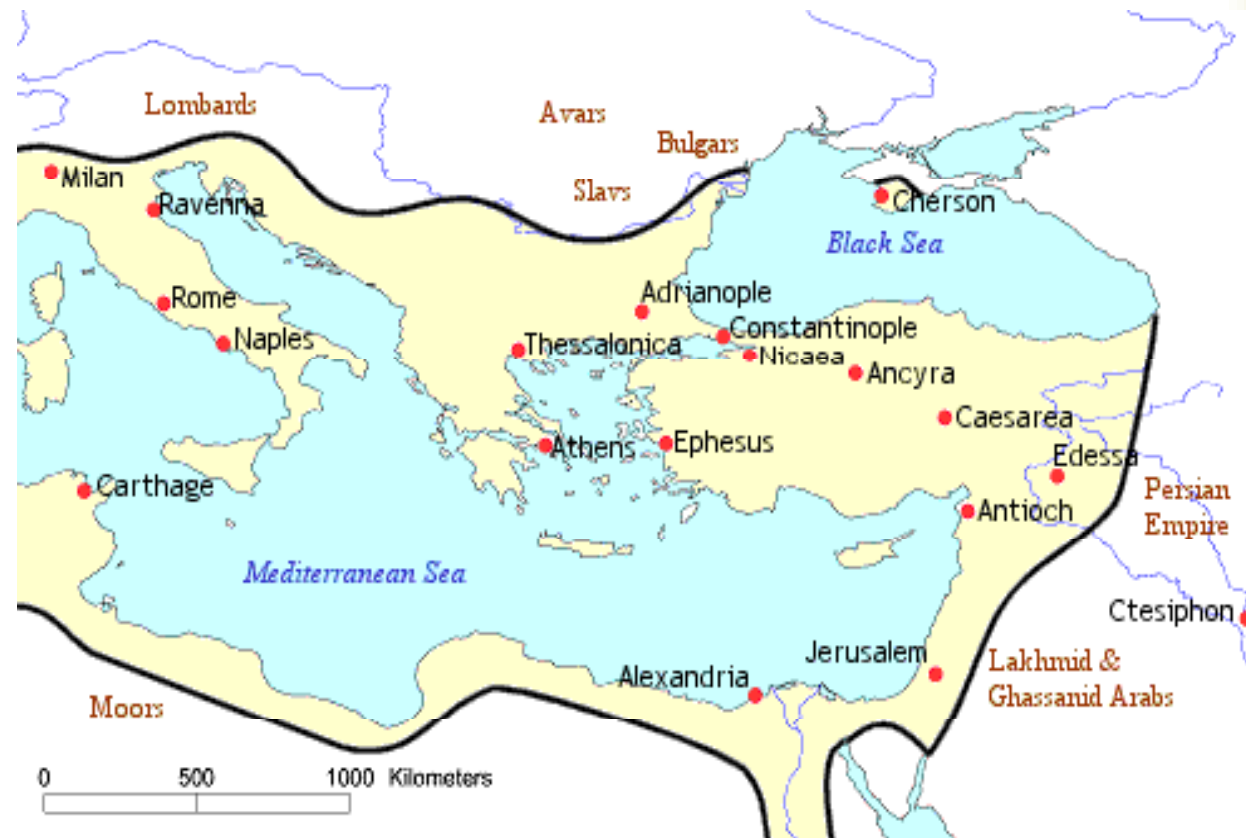 Lombards
Avars
Bulgars
Slavs
Milan
Ravenna
Cherson
Black Sea
Rome
Naples
Adrianople
Constantinople
Thessalonica
Nicaea
Ancyra
Caesarea
Athens
Ephesus
Edessa
Carthage
Antioch
Persian
Empire
Mediterranean Sea
Ctesiphon
Jerusalem
Alexandria
Lakhmid &
Ghassanid Arabs
Moors
0 500 1000 Kilometers